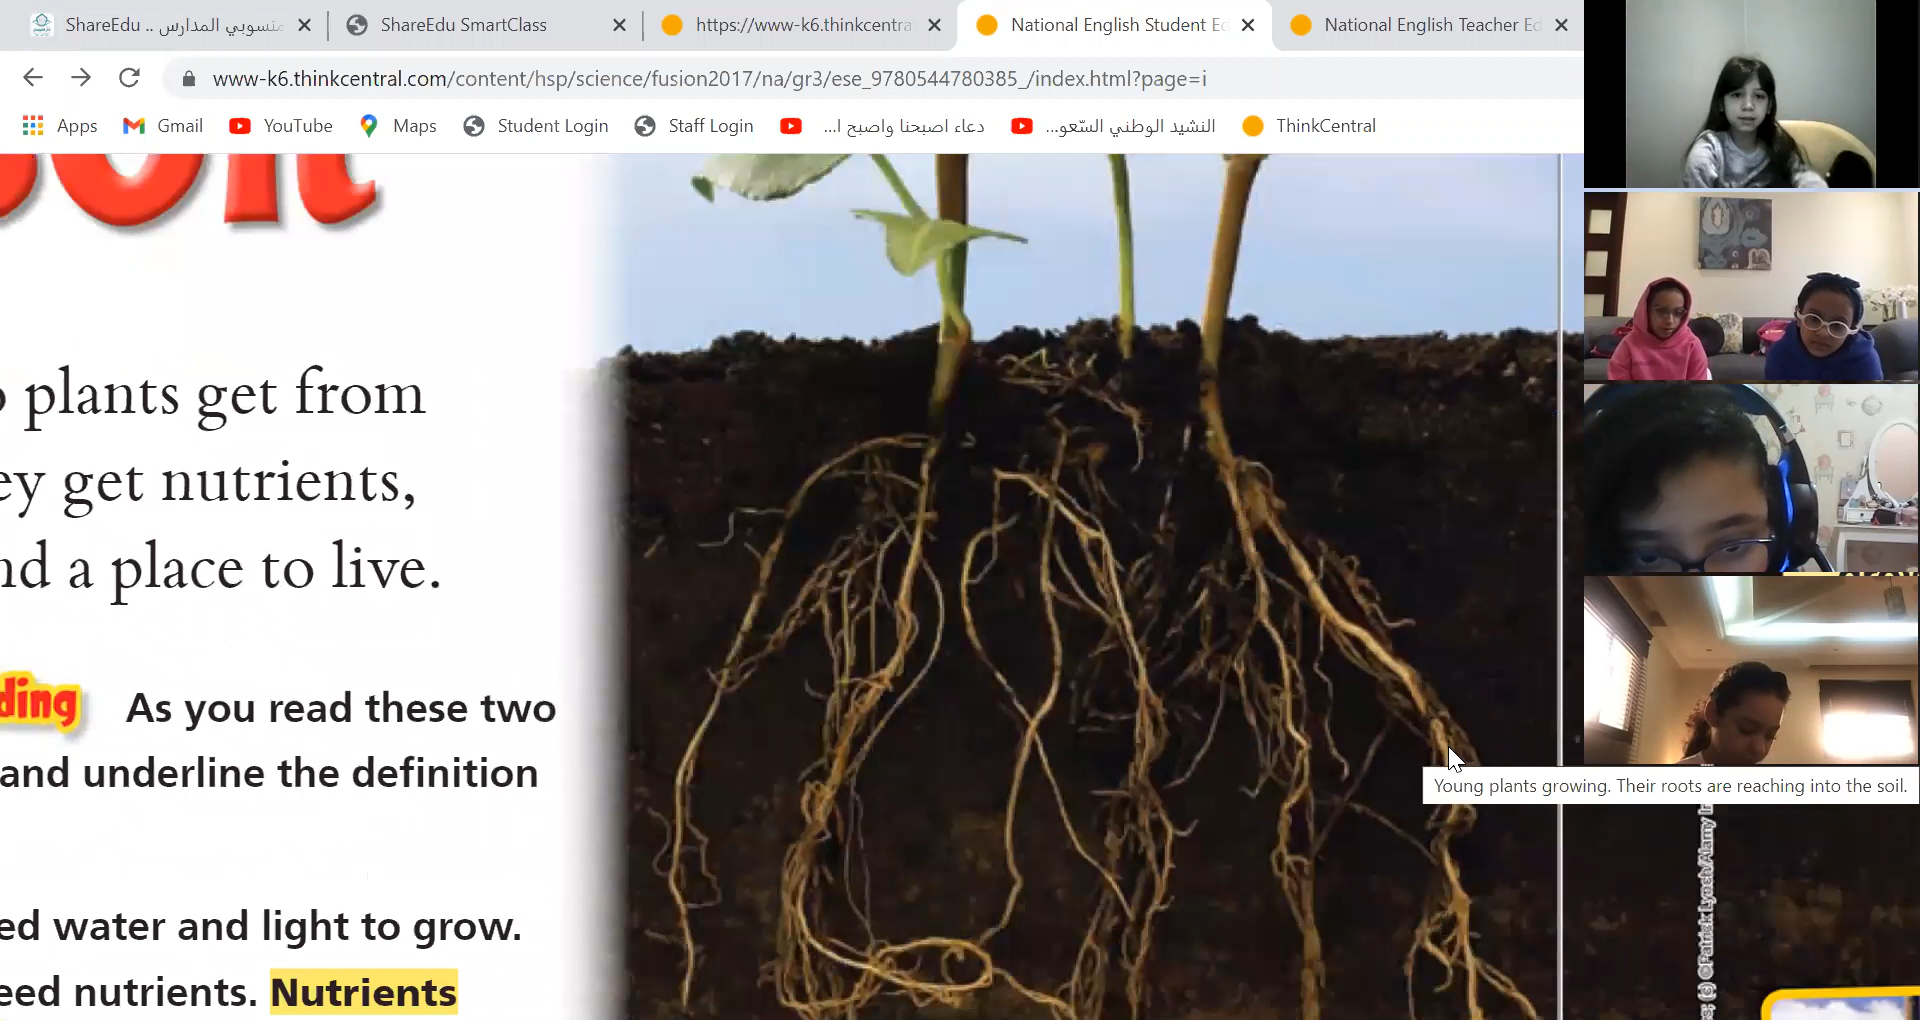 ShareEdu .. منسوبي المدارس
ShareEdu SmartClass
https://www-k6.thinkcentra
National English Student Ed
National English Teacher Ed
www-k6.thinkcentral.com/content/hsp/science/fusion2017/na/gr3/ese_9780544780385_/index.html?page=i
Apps
Gmail
YouTube
Maps
Student Login
Staff Login
دعاء اصبحنا واصبح ا...
النشيد الوطني السّعو...
ThinkCentral
plants get from
ey get nutrients,
nd a place to live.
ding As you read these two
and underline the definition
ed water and light to grow.
eed nutrients. Nutrients
Young plants growing. Their roots are reaching into the soil.
©Patrick Lynch/Alamy